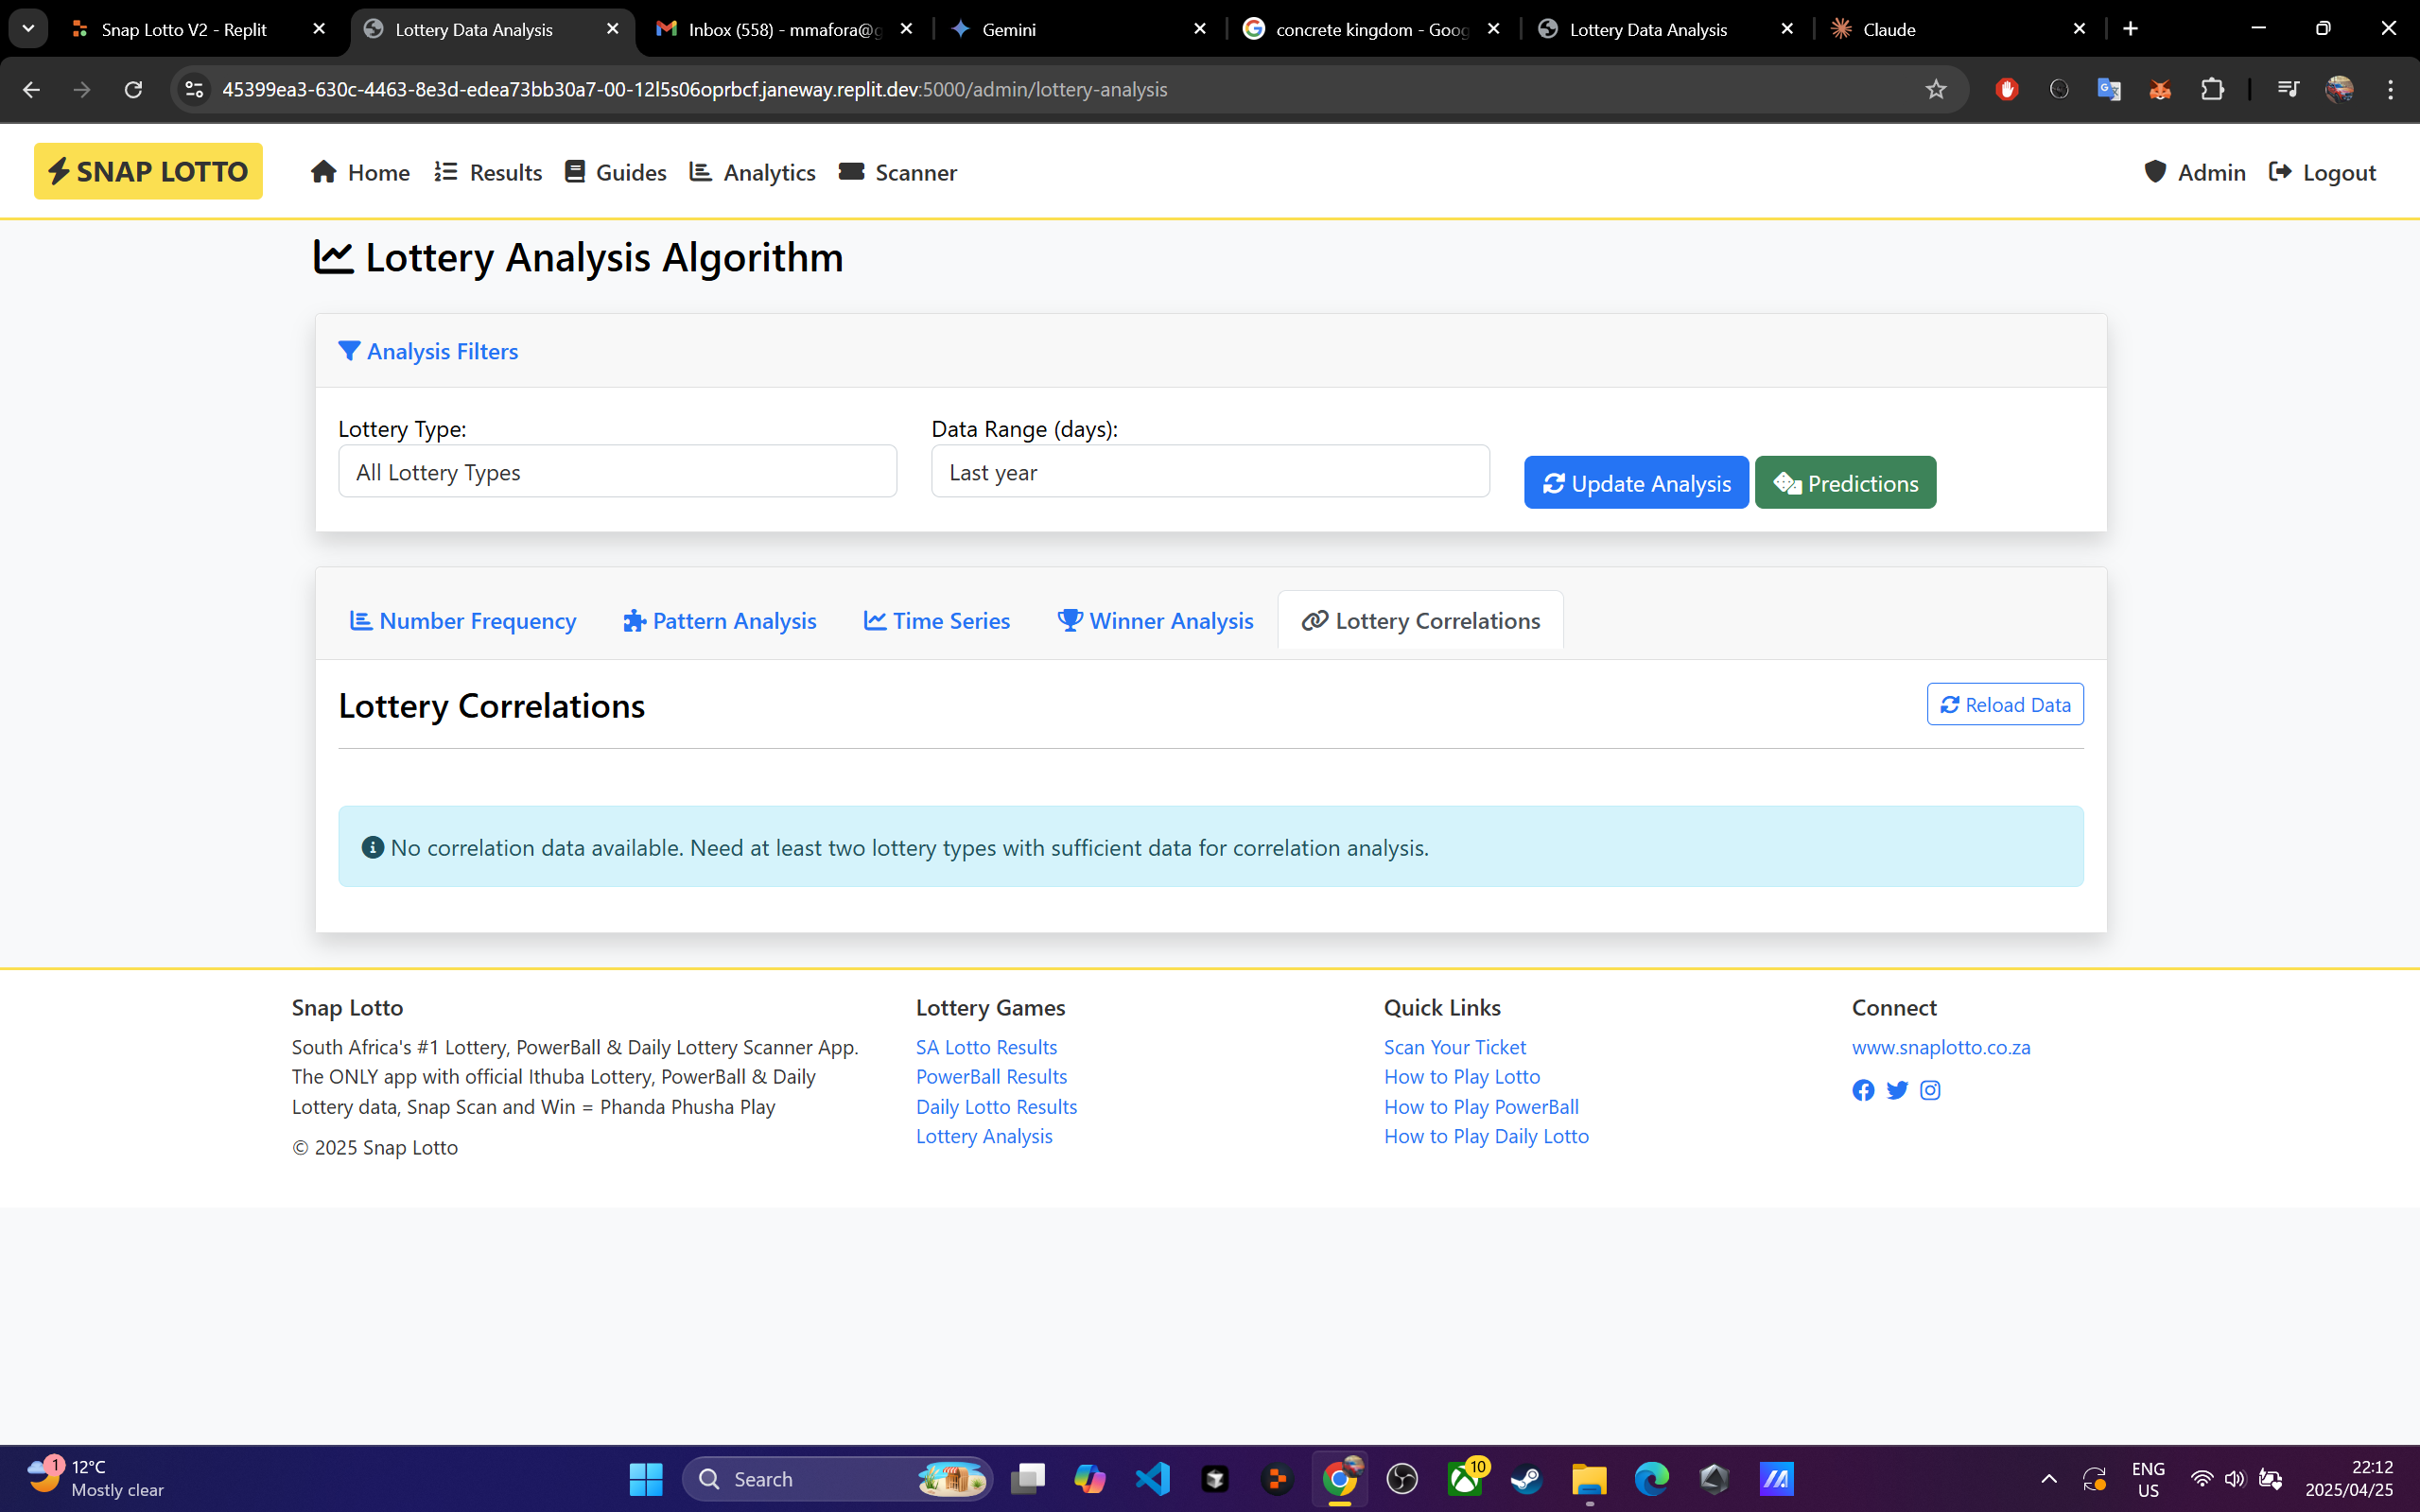 Snap Lotto V2 - Replit
Lottery Data Analysis
Inbox (558) - mmafora@g
Gemini
concrete kingdom - Goog
Lottery Data Analysis
Claude
45399ea3-630c-4463-8e3d-edea73bb30a7-00-12l5s06oprbcf.janeway.replit.dev:5000/admin/lottery-analysis
SNAP LOTTO
Home
Results
Guides
Analytics
Scanner
Admin
Logout
Lottery Analysis Algorithm
Analysis Filters
Lottery Type:
All Lottery Types
Data Range (days):
Last year
Update Analysis
Predictions
Number Frequency
Pattern Analysis
Time Series
Winner Analysis
Lottery Correlations
Lottery Correlations
Reload Data
No correlation data available. Need at least two lottery types with sufficient data for correlation analysis.
Snap Lotto
South Africa's #1 Lottery, PowerBall & Daily Lottery Scanner App.
The ONLY app with official Ithuba Lottery, PowerBall & Daily
Lottery data, Snap Scan and Win = Phanda Phusha Play
© 2025 Snap Lotto
Lottery Games
SA Lotto Results
PowerBall Results
Daily Lotto Results
Lottery Analysis
Quick Links
Scan Your Ticket
How to Play Lotto
How to Play PowerBall
How to Play Daily Lotto
Connect
www.snaplotto.co.za
1
12°C
Mostly clear
Search
10
ENG
US
22:12
2025/04/25